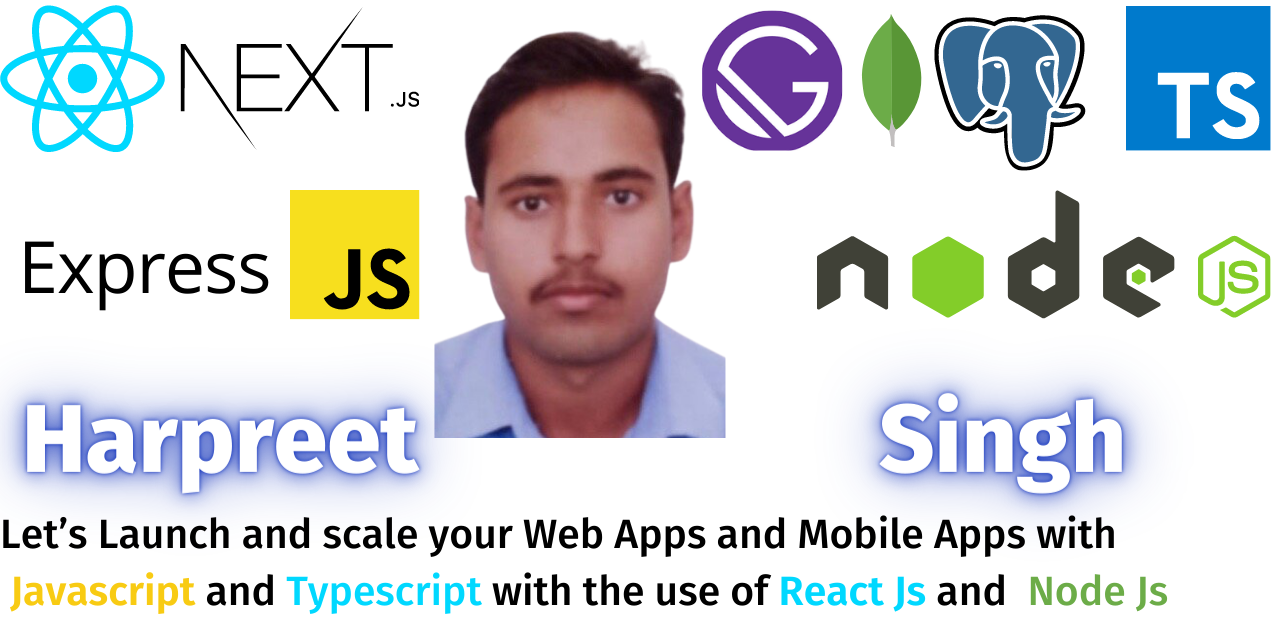 NEXT.JS
G
TS
Express
JS
node
JS
Harpreet
Singh
Let’s Launch and scale your Web Apps and Mobile Apps with
Javascript and Typescript with the use of React Js and Node Js